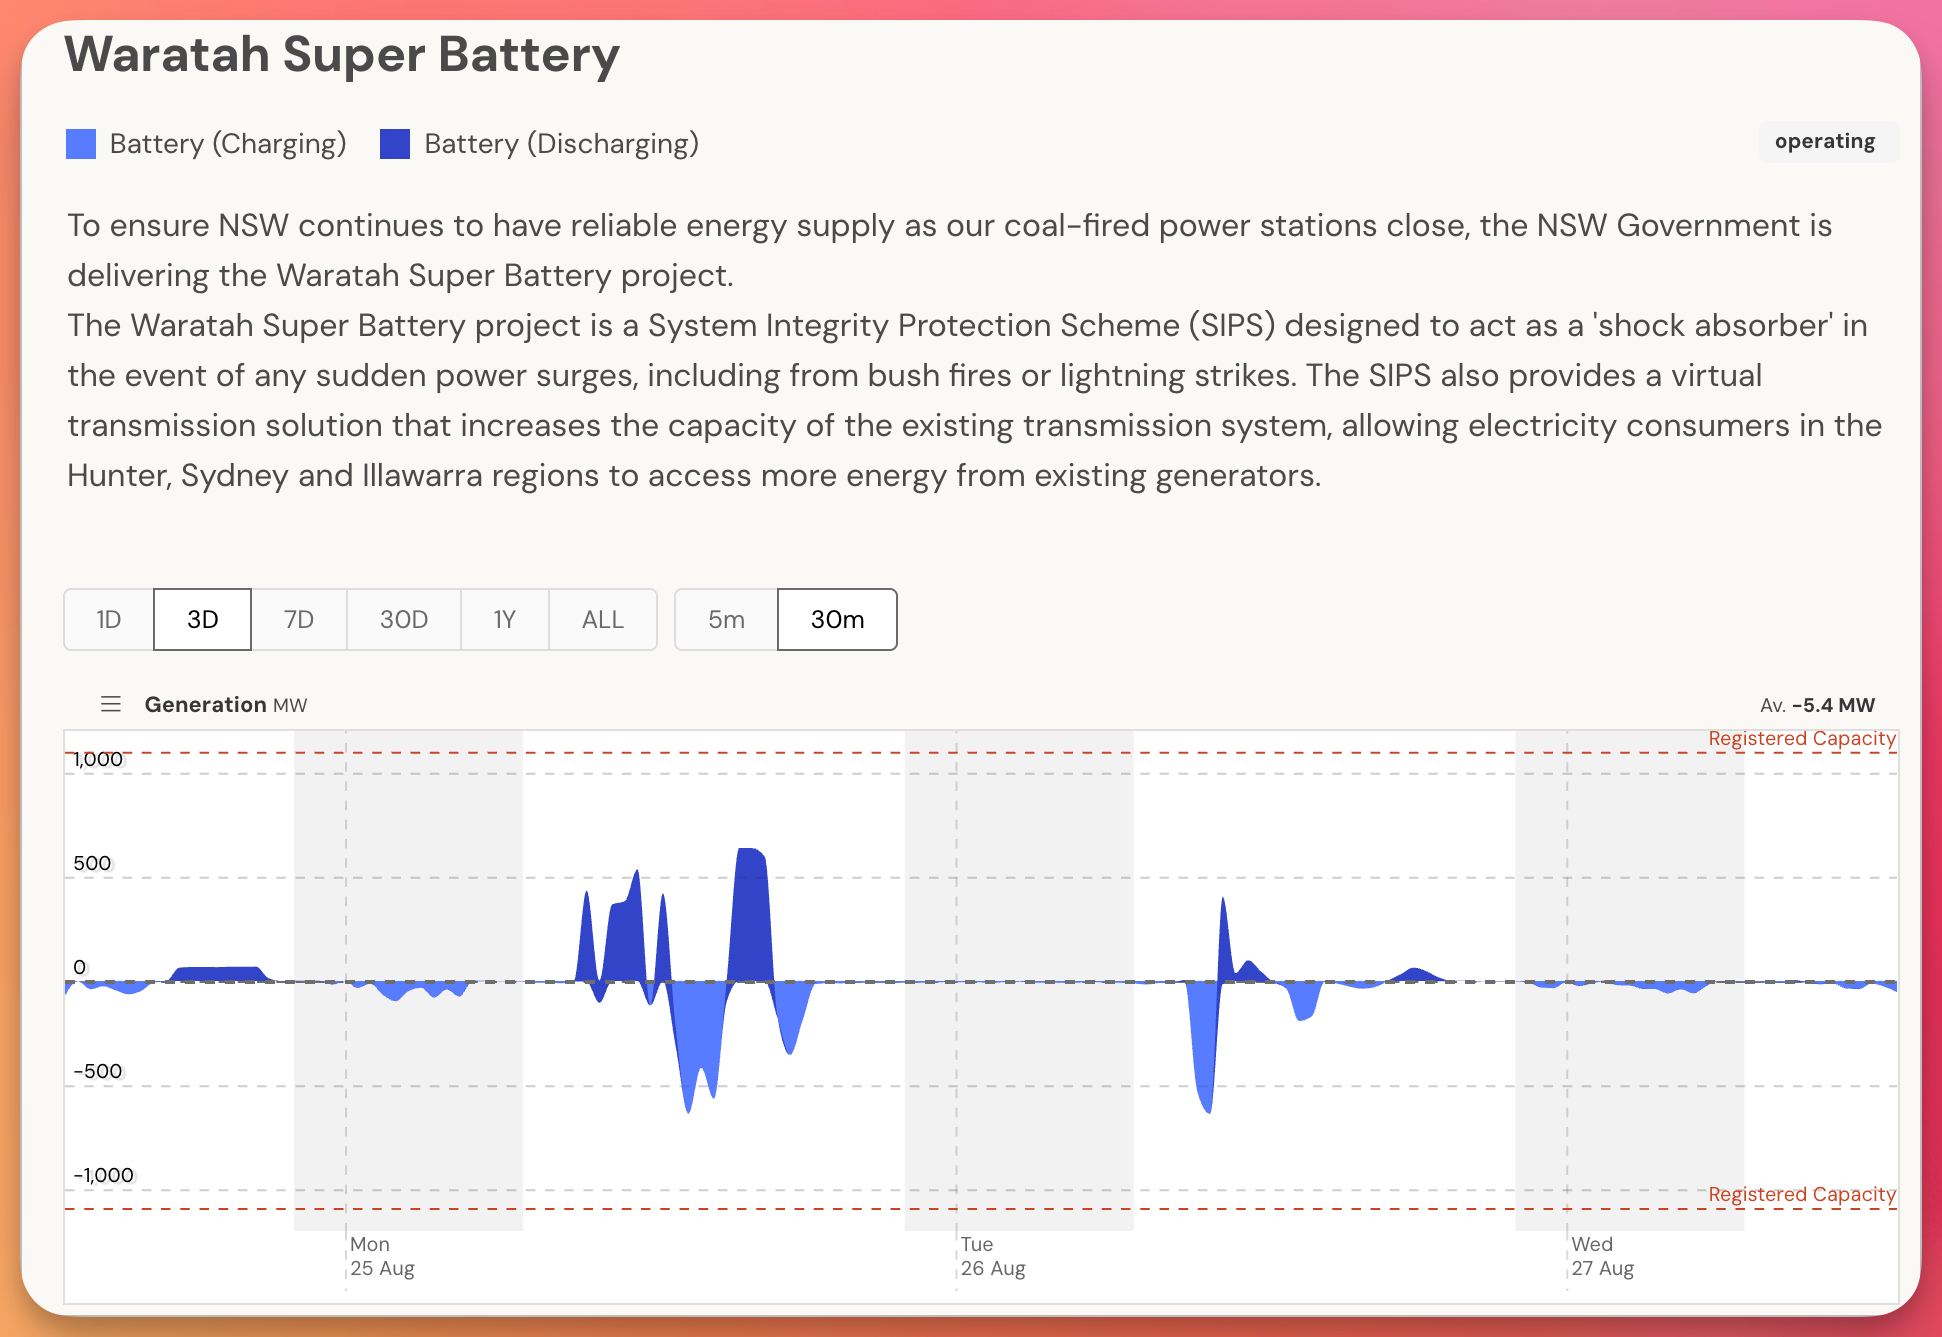 Waratah Super Battery
Battery (Charging) Battery (Discharging) operating
To ensure NSW continues to have reliable energy supply as our coal-fired power stations close, the NSW Government is
delivering the Waratah Super Battery project.
The Waratah Super Battery project is a System Integrity Protection Scheme (SIPS) designed to act as a 'shock absorber' in
the event of any sudden power surges, including from bush fires or lightning strikes. The SIPS also provides a virtual
transmission solution that increases the capacity of the existing transmission system, allowing electricity consumers in the
Hunter, Sydney and Illawarra regions to access more energy from existing generators.
1D 3D 7D 30D 1Y ALL 5m 30m
Generation MW Av. -5.4 MW
Registered Capacity
1,000
500
0
-500
-1,000
Registered Capacity
Mon Tue Wed
25 Aug 26 Aug 27 Aug